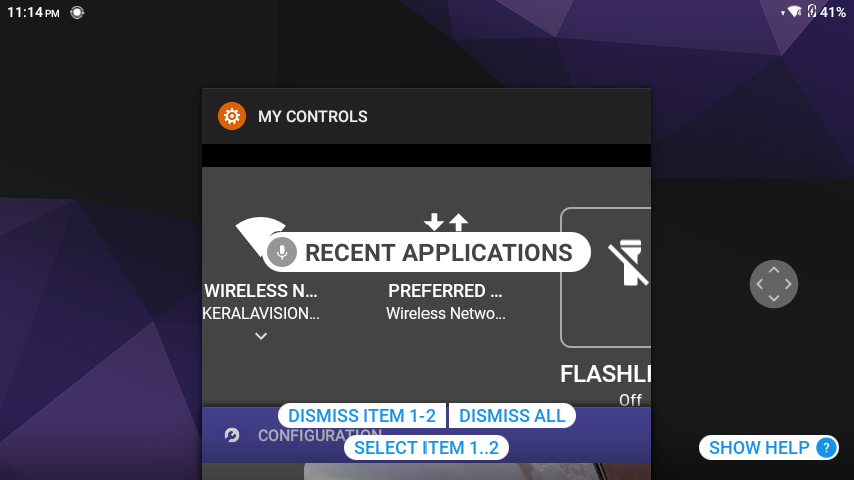 11:14 PM
41%
MY CONTROLS
RECENT APPLICATIONS
WIRELESS N...
PREFERRED ...
KERALAVISION...
Wireless Netwo...
FLASHLI
Off
DISMISS ITEM 1-2
DISMISS ALL
CONFIGURATION
SELECT ITEM 1..2
SHOW HELP ?